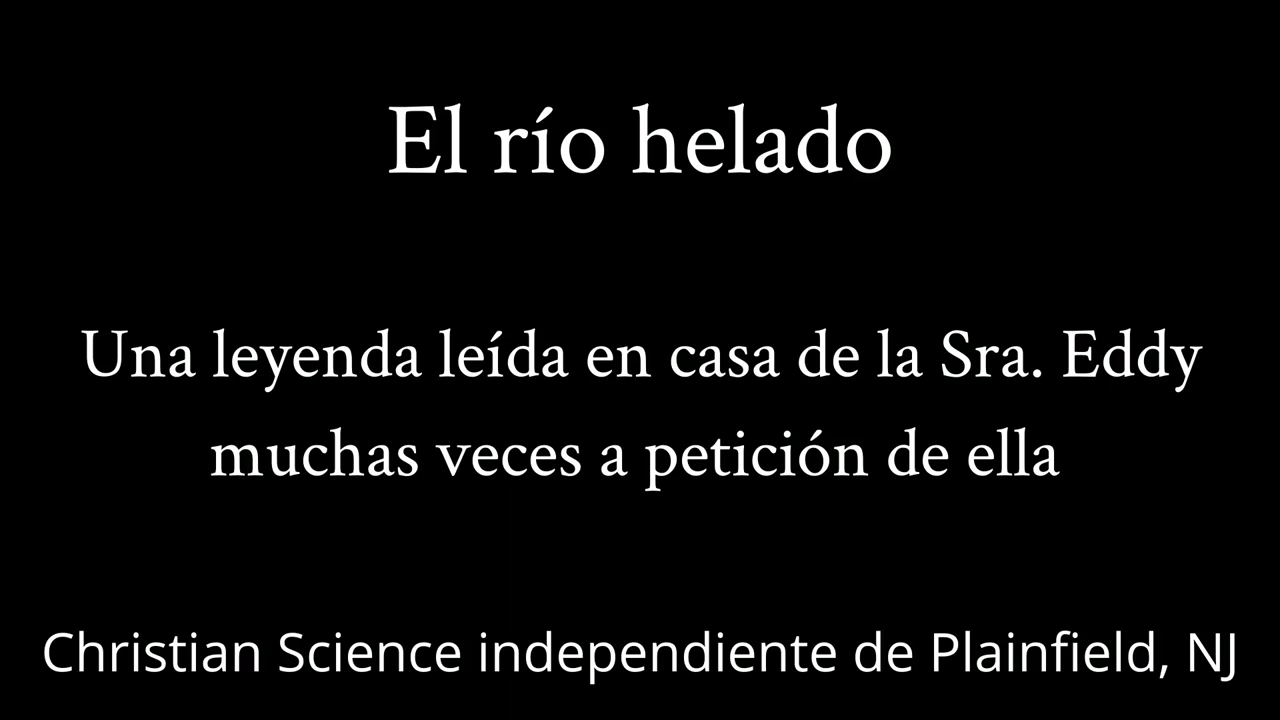 El río helado
Una leyenda leída en casa de la Sra. Eddy
muchas veces a petición de ella
Christian Science independiente de Plainfield, NJ